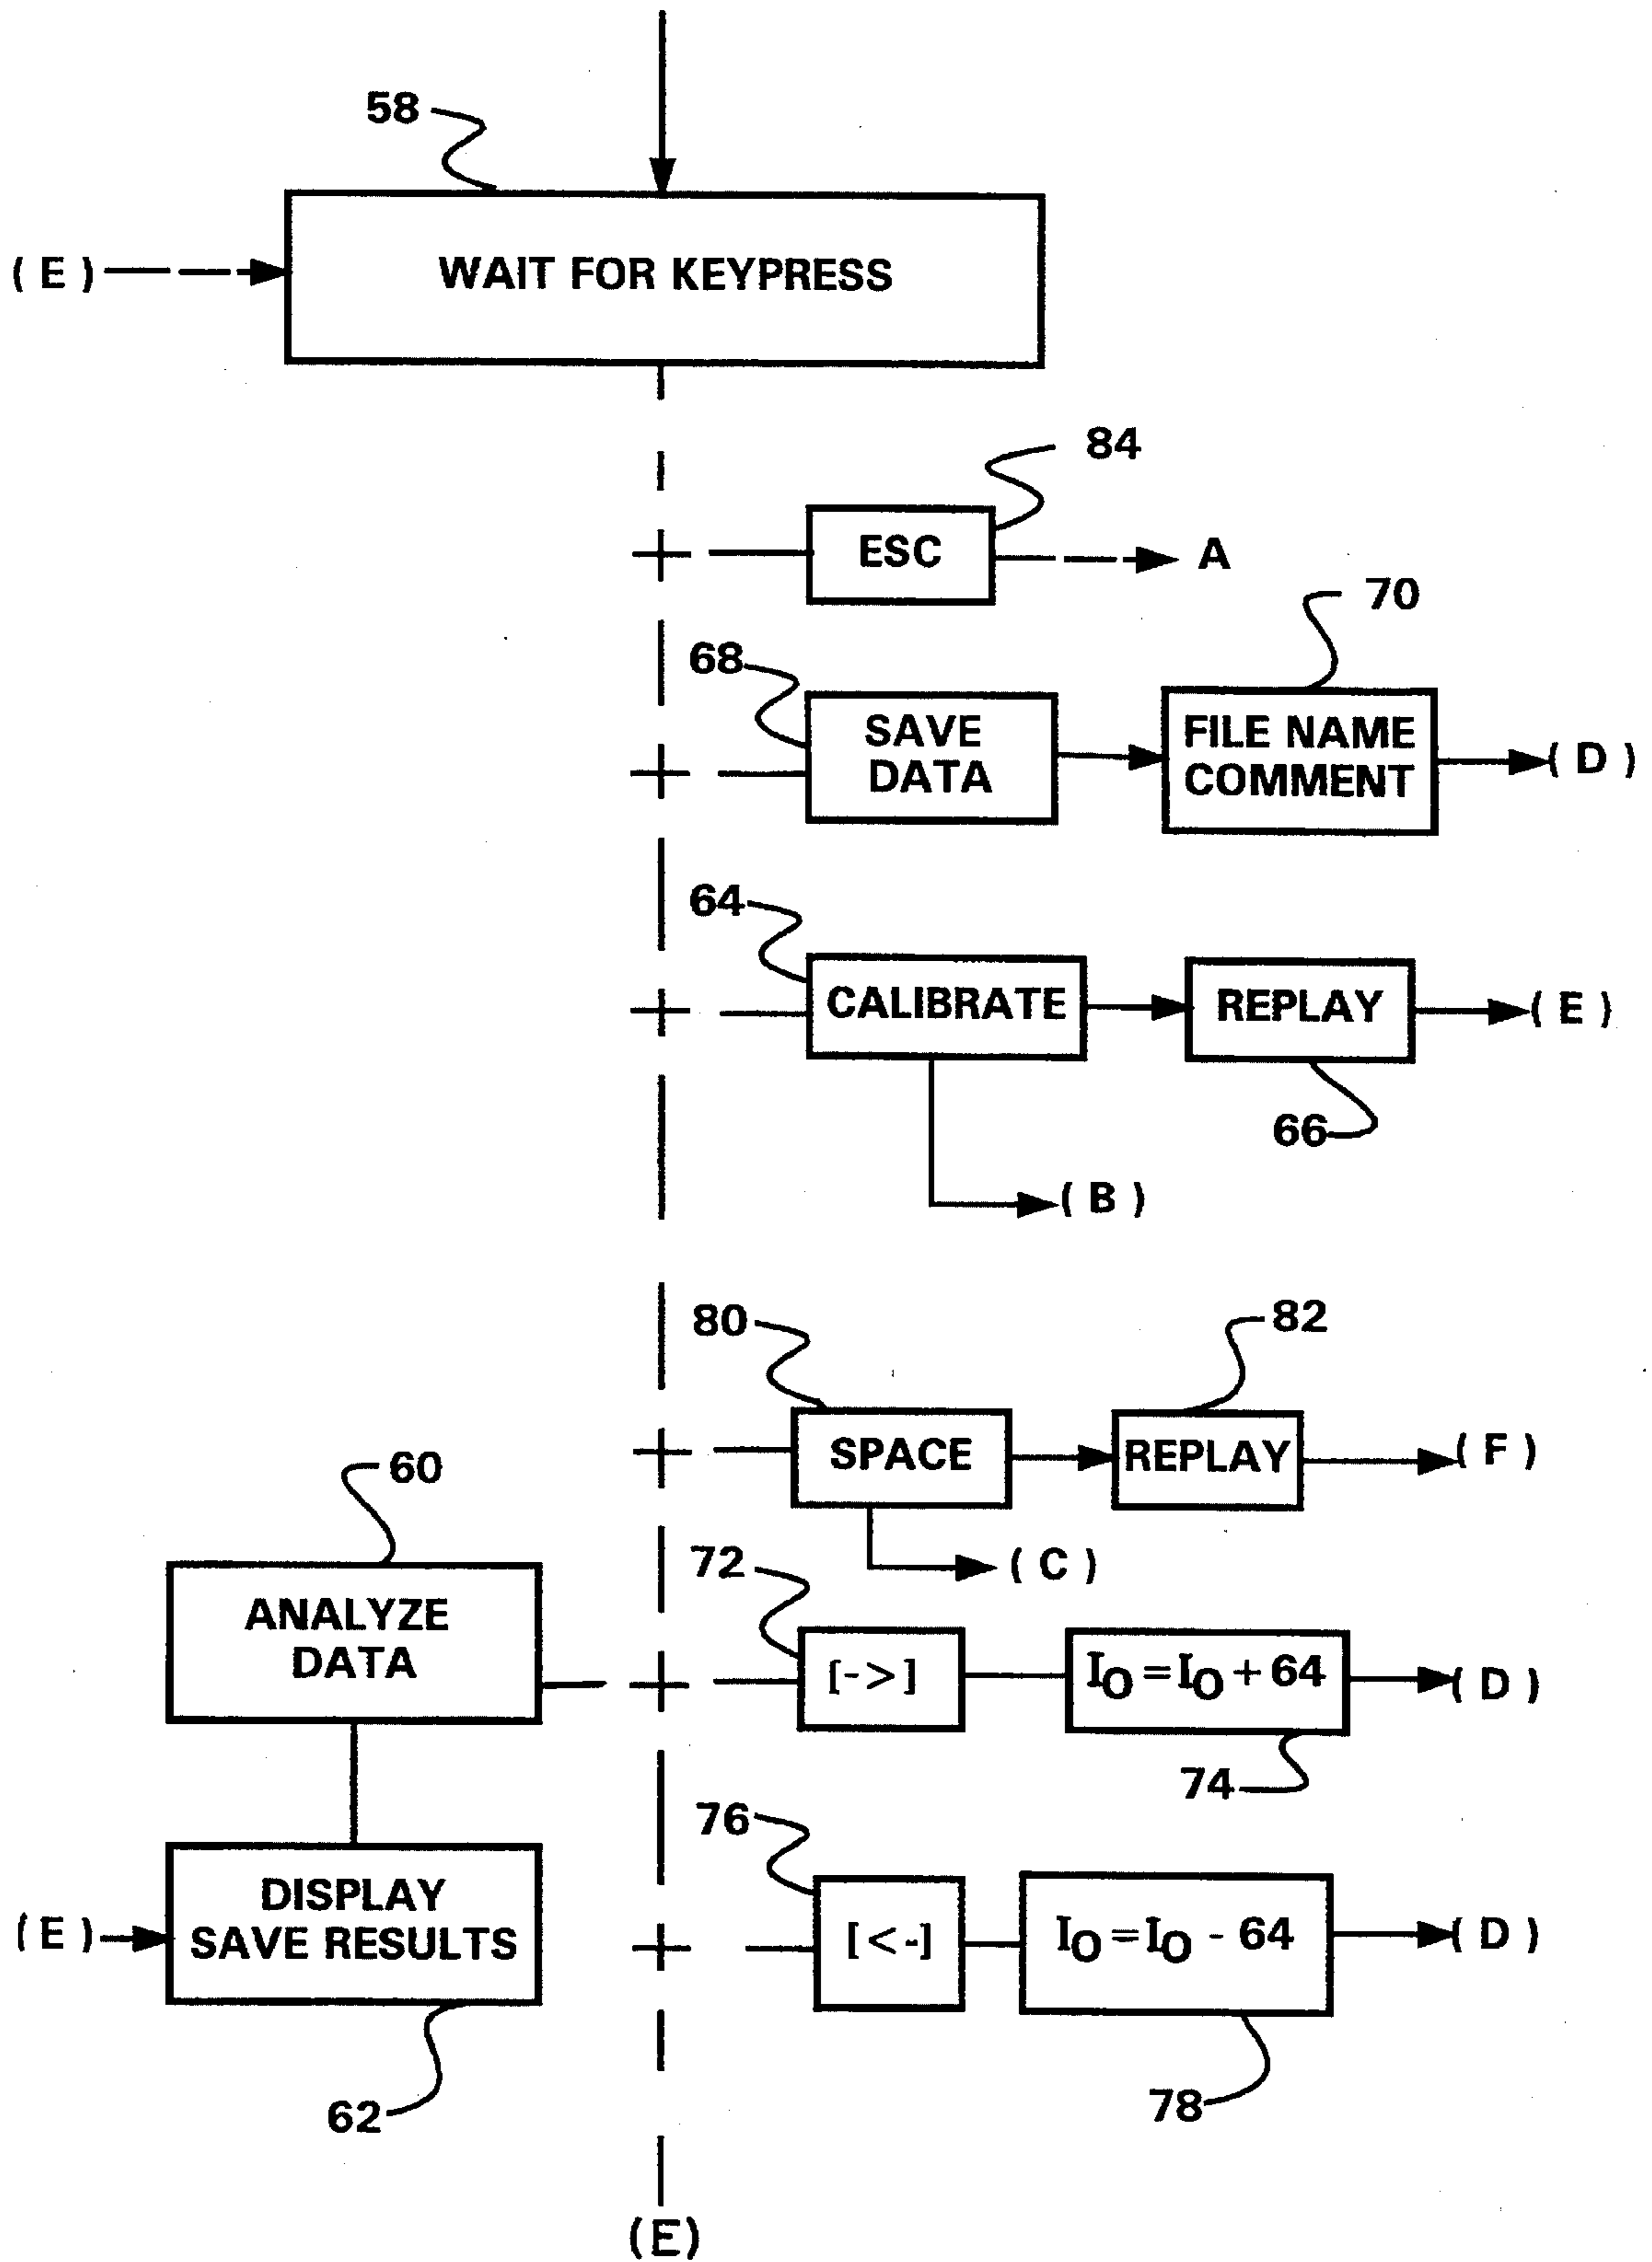 58
( E )
WAIT FOR KEYPRESS
84
ESC
A
70
68
SAVE
DATA
FILE NAME
COMMENT
( D )
64
CALIBRATE
REPLAY
( E )
66
( B )
80
82
SPACE
REPLAY
( F )
60
72
( C )
ANALYZE
DATA
[->]
IO=IO+64
( D )
74
76
DISPLAY
SAVE RESULTS
( E )
[<-]
IO=IO - 64
( D )
62
78
(E)